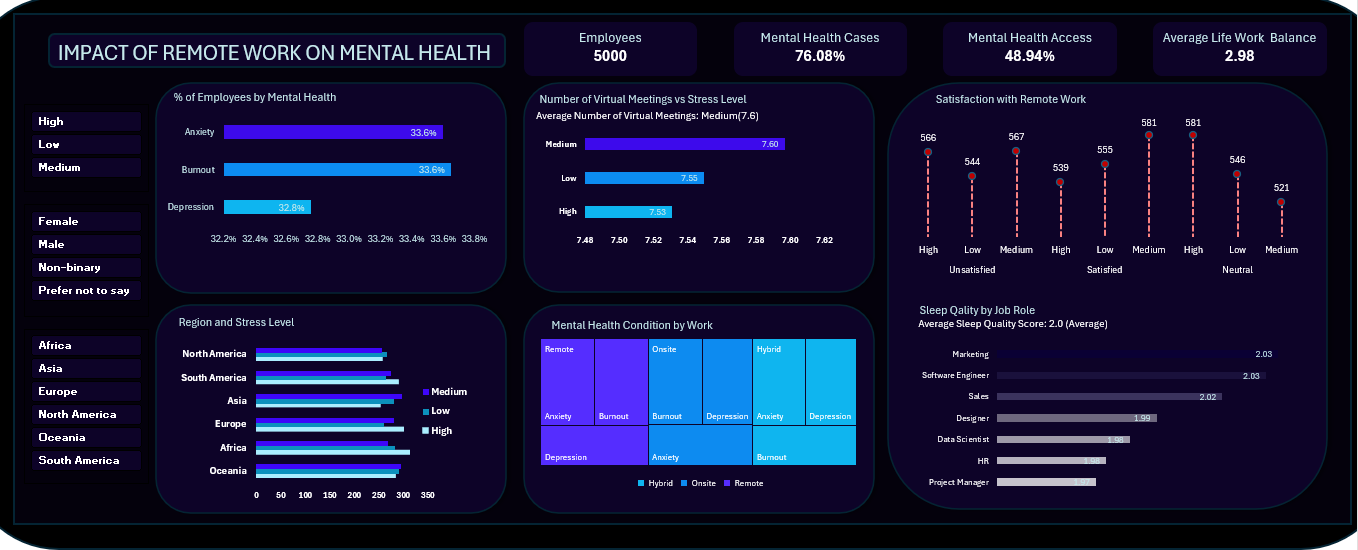 IMPACT OF REMOTE WORK ON MENTAL HEALTH
Employees
5000
Mental Health Cases
76.08%
Mental Health Access
48.94%
Average Life Work Balance
2.98
High
Low
Medium
Female
Male
Non-binary
Prefer not to say
Africa
Asia
Europe
North America
Oceania
South America
% of Employees by Mental Health
Anxiety 33.6%
Burnout 33.6%
Depression 32.8%
32.2% 32.4% 32.6% 32.8% 33.0% 33.2% 33.4% 33.6% 33.8%
Number of Virtual Meetings vs Stress Level
Average Number of Virtual Meetings: Medium(7.6)
Medium 7.60
Low 7.55
High 7.53
7.48 7.50 7.52 7.54 7.56 7.58 7.60 7.62
Satisfaction with Remote Work
566 544 567 539 555 581 581 546 521
High Low Medium High Low Medium High Low Medium
Unsatisfied Satisfied Neutral
Region and Stress Level
North America
South America
Asia
Europe
Africa
Oceania
Medium
Low
High
0 50 100 150 200 250 300 350
Mental Health Condition by Work
Remote Onsite Hybrid
Anxiety Burnout Burnout Depression Anxiety Depression
Depression Anxiety Burnout
Hybrid Onsite Remote
Sleep Qality by Job Role
Average Sleep Quality Score: 2.0 (Average)
Marketing 2.03
Software Engineer 2.03
Sales 2.02
Designer 1.99
Data Scientist 1.98
HR
Project Manager